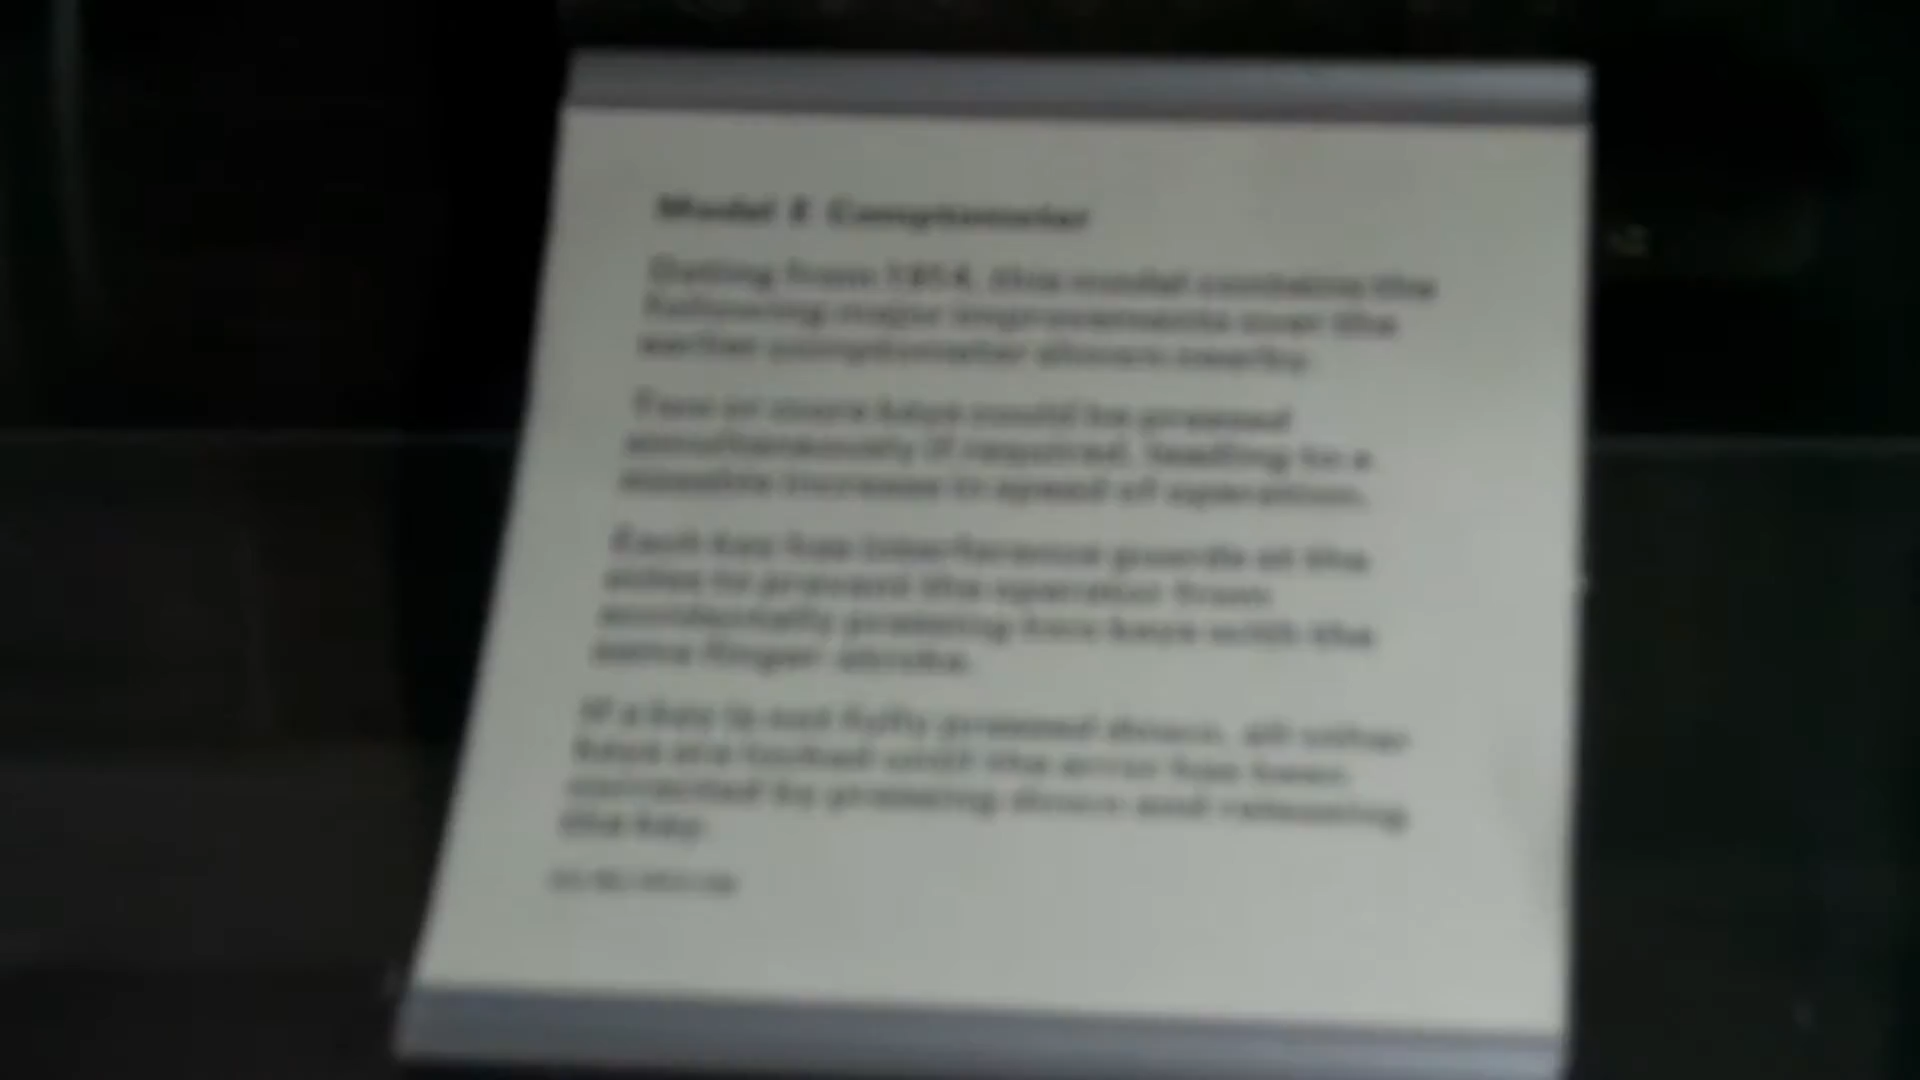 Model E Comptometer
Dating from 1914, this model contains the
following major improvements over the
earlier comptometer shown nearby.
Two or more keys could be pressed
simultaneously if required, leading to a
sizeable increase in speed of operation.
Each key has interference guards at the
sides to prevent the operator from
accidentally pressing two keys with the
same finger-stroke.
If a key is not fully pressed down, all other
keys are locked until the error has been
corrected by pressing down and releasing
the key.